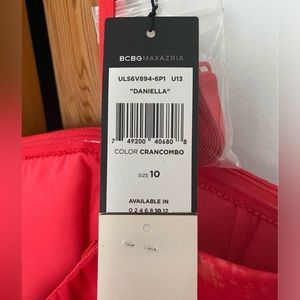 BCBGMAXAZRIA
ULS6V894-6P1 U13
"DANIELLA"
7 49200 40680 8
COLOR CRANCOMBO
SIZE 10
AVAILABLE IN
0 2 4 6 8 10 12